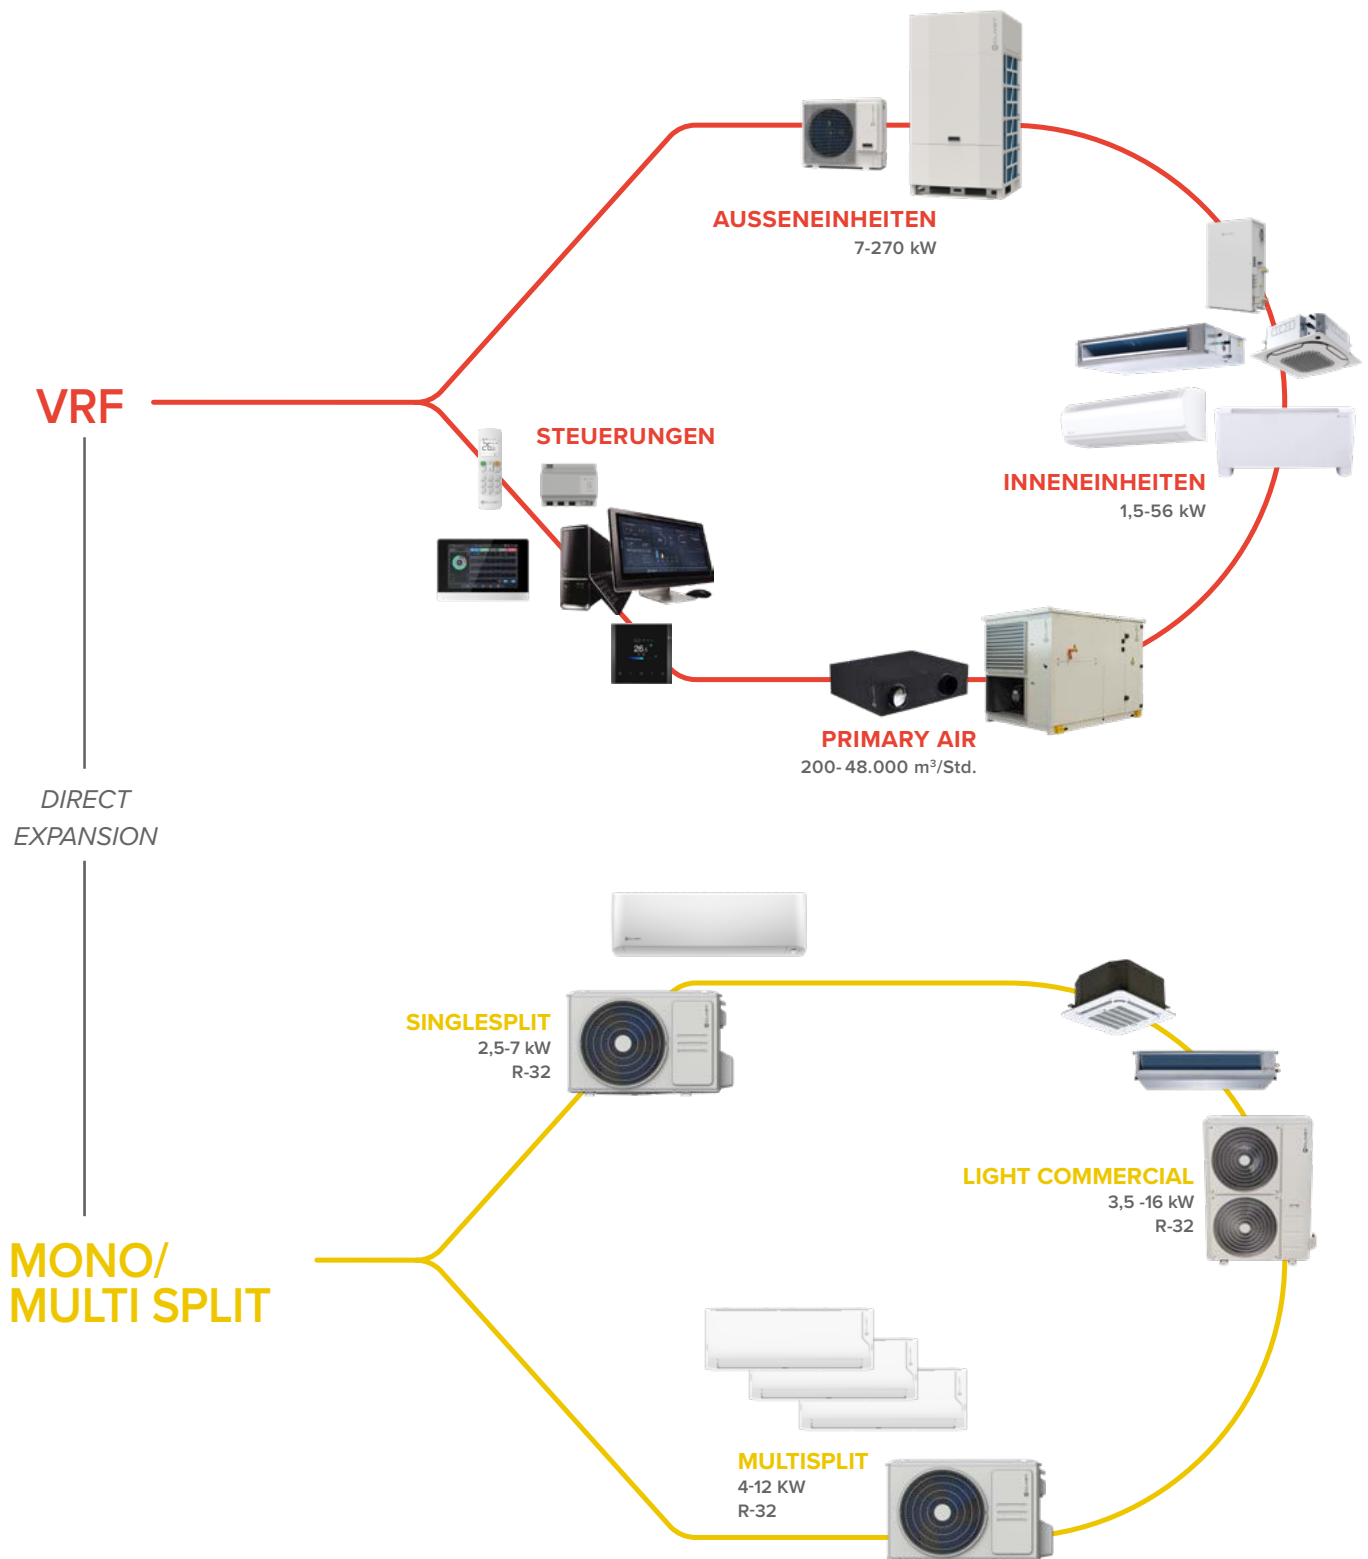 AUSSENEINHEITEN
7-270 kW
VRF
STEUERUNGEN
INNENEINHEITEN
1,5-56 kW
PRIMARY AIR
200-48.000 m³/Std.
DIRECT
EXPANSION
SINGLESPLIT
2,5-7 kW
R-32
LIGHT COMMERCIAL
3,5 -16 kW
R-32
MONO/
MULTI SPLIT
MULTISPLIT
4-12 KW
R-32